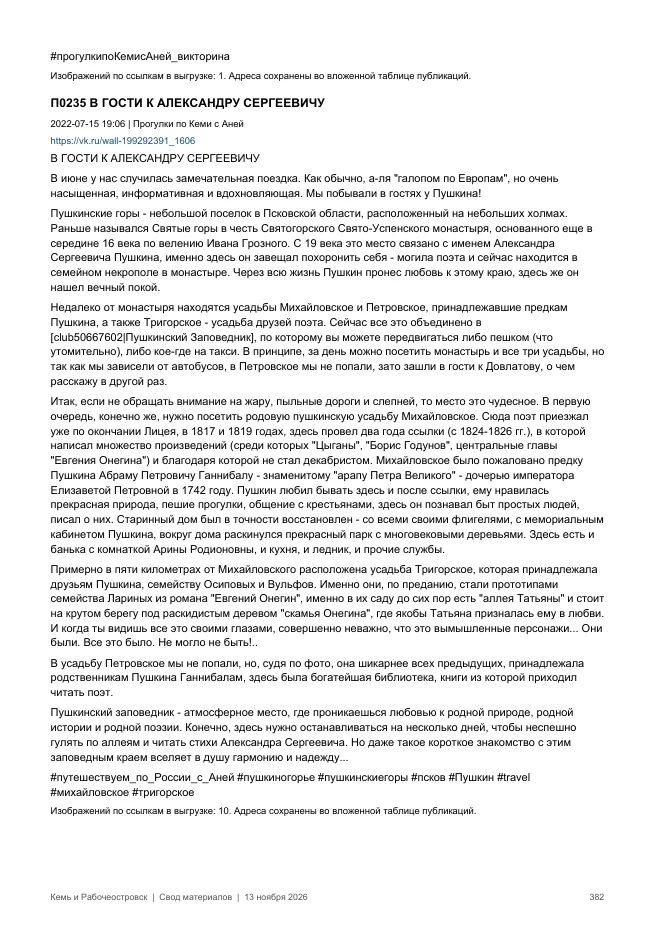 #прогулкипоКемисАней_викторина
Изображений по ссылкам в выгрузке: 1. Адреса сохранены во вложенной таблице публикаций.
П0235 В ГОСТИ К АЛЕКСАНДРУ СЕРГЕЕВИЧУ
2022-07-15 19:06 | Прогулки по Кеми с Аней
https://vk.ru/wall-199292391_1606
В ГОСТИ К АЛЕКСАНДРУ СЕРГЕЕВИЧУ
В июне у нас случилась замечательная поездка. Как обычно, а-ля "галопом по Европам", но очень
насыщенная, информативная и вдохновляющая. Мы побывали в гостях у Пушкина!
Пушкинские горы - небольшой поселок в Псковской области, расположенный на небольших холмах.
Раньше назывался Святые горы в честь Святогорского Свято-Успенского монастыря, основанного еще в
середине 16 века по велению Ивана Грозного. С 19 века это место связано с именем Александра
Сергеевича Пушкина, именно здесь он завещал похоронить себя - могила поэта и сейчас находится в
семейном некрополе в монастыре. Через всю жизнь Пушкин пронес любовь к этому краю, здесь же он
нашел вечный покой.
Недалеко от монастыря находятся усадьбы Михайловское и Петровское, принадлежавшие предкам
Пушкина, а также Тригорское - усадьба друзей поэта. Сейчас все это объединено в
[club50667602|Пушкинский Заповедник], по которому вы можете передвигаться либо пешком (что
утомительно), либо кое-где на такси. В принципе, за день можно посетить монастырь и все три усадьбы, но
так как мы зависели от автобусов, в Петровское мы не попали, зато зашли в гости к Довлатову, о чем
расскажу в другой раз.
Итак, если не обращать внимание на жару, пыльные дороги и слепней, то место это чудесное. В первую
очередь, конечно же, нужно посетить родовую пушкинскую усадьбу Михайловское. Сюда поэт приезжал
уже по окончании Лицея, в 1817 и 1819 годах, здесь провел два года ссылки (с 1824-1826 гг.), в которой
написал множество произведений (среди которых "Цыганы", "Борис Годунов", центральные главы
"Евгения Онегина") и благодаря которой не стал декабристом. Михайловское было пожаловано предку
Пушкина Абраму Петровичу Ганнибалу - знаменитому "арапу Петра Великого" - дочерью императора
Елизаветой Петровной в 1742 году. Пушкин любил бывать здесь и после ссылки, ему нравилась
прекрасная природа, пешие прогулки, общение с крестьянами, здесь он познавал быт простых людей,
писал о них. Старинный дом был в точности восстановлен - со всеми своими флигелями, с мемориальным
кабинетом Пушкина, вокруг дома раскинулся прекрасный парк с многовековыми деревьями. Здесь есть и
банька с комнаткой Арины Родионовны, и кухня, и ледник, и прочие службы.
Примерно в пяти километрах от Михайловского расположена усадьба Тригорское, которая принадлежала
друзьям Пушкина, семейству Осиповых и Вульфов. Именно они, по преданию, стали прототипами
семейства Лариных из романа "Евгений Онегин", именно в их саду до сих пор есть "аллея Татьяны" и стоит
на крутом берегу под раскидистым деревом "скамья Онегина", где якобы Татьяна призналась ему в любви.
И когда ты видишь все это своими глазами, совершенно неважно, что это вымышленные персонажи... Они
были. Все это было. Не могло не быть!..
В усадьбу Петровское мы не попали, но, судя по фото, она шикарнее всех предыдущих, принадлежала
родственникам Пушкина Ганнибалам, здесь была богатейшая библиотека, книги из которой приходил
читать поэт.
Пушкинский заповедник - атмосферное место, где проникаешься любовью к родной природе, родной
истории и родной поэзии. Конечно, здесь нужно останавливаться на несколько дней, чтобы неспешно
гулять по аллеям и читать стихи Александра Сергеевича. Но даже такое короткое знакомство с этим
заповедным краем вселяет в душу гармонию и надежду...
#путешествуем_по_России_с_Аней #пушкиногорье #пушкинскиегоры #псков #Пушкин #travel
#михайловское #тригорское
Изображений по ссылкам в выгрузке: 10. Адреса сохранены во вложенной таблице публикаций.
Кемь и Рабочеостровск | Свод материалов | 13 ноября 2026
382